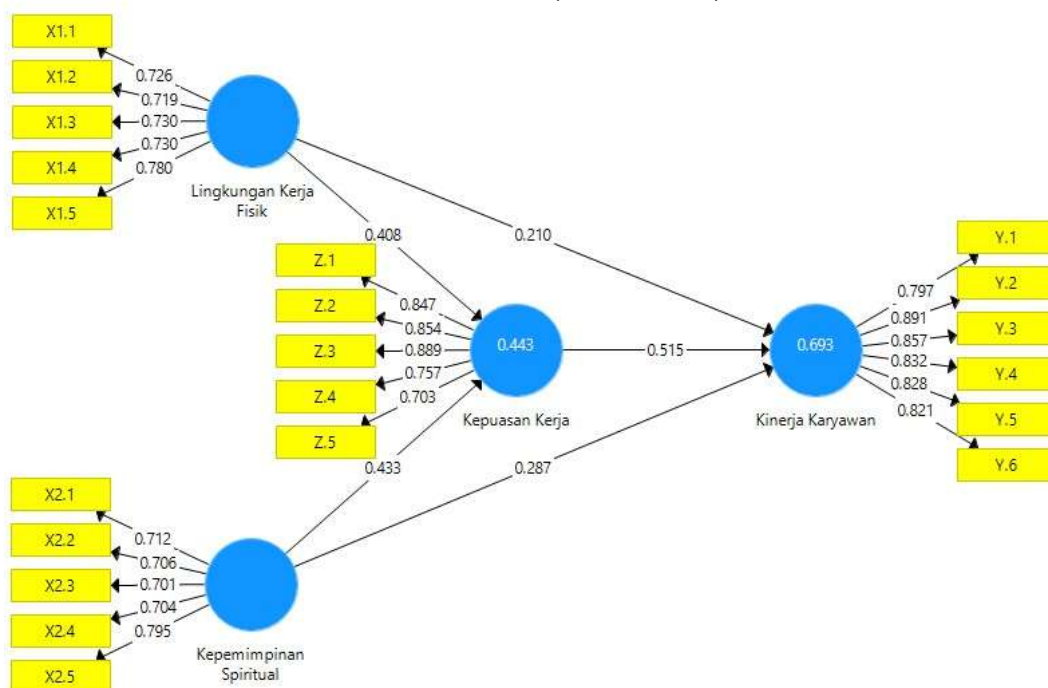 X1.1
X1.2
X1.3
X1.4
X1.5
0.726
0.719
0.730
0.730
0.780
Lingkungan Kerja
Fisik
0.408
0.210
Z.1
Z.2
Z.3
Z.4
Z.5
0.847
0.854
0.889
0.757
0.703
0.443
Kepuasan Kerja
0.515
0.693
Kinerja Karyawan
0.797
0.891
0.857
0.832
0.828
0.821
Y.1
Y.2
Y.3
Y.4
Y.5
Y.6
0.433
0.287
X2.1
X2.2
X2.3
X2.4
X2.5
0.712
0.706
0.701
0.704
0.795
Kepemimpinan
Spiritual